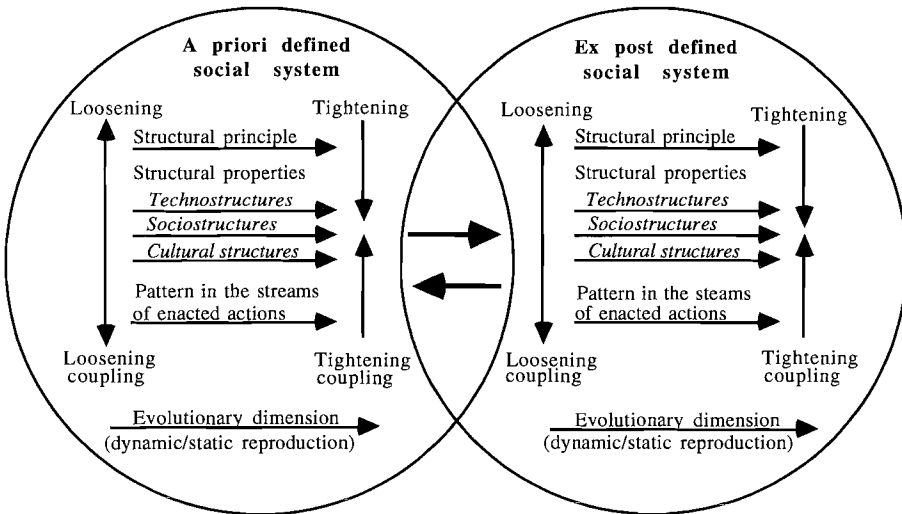 A priori defined
social system
Loosening
Tightening
Structural principle
Structural properties
Technostructures
Sociostructures
Cultural structures
Pattern in the streams
of enacted actions
Loosening
coupling
Tightening
coupling
Evolutionary dimension
(dynamic/static reproduction)
Ex post defined
social system
Loosening
Tightening
Structural principle
Structural properties
Technostructures
Sociostructures
Cultural structures
Pattern in the steams
of enacted actions
Loosening
coupling
Tightening
coupling
Evolutionary dimension
(dynamic/static reproduction)